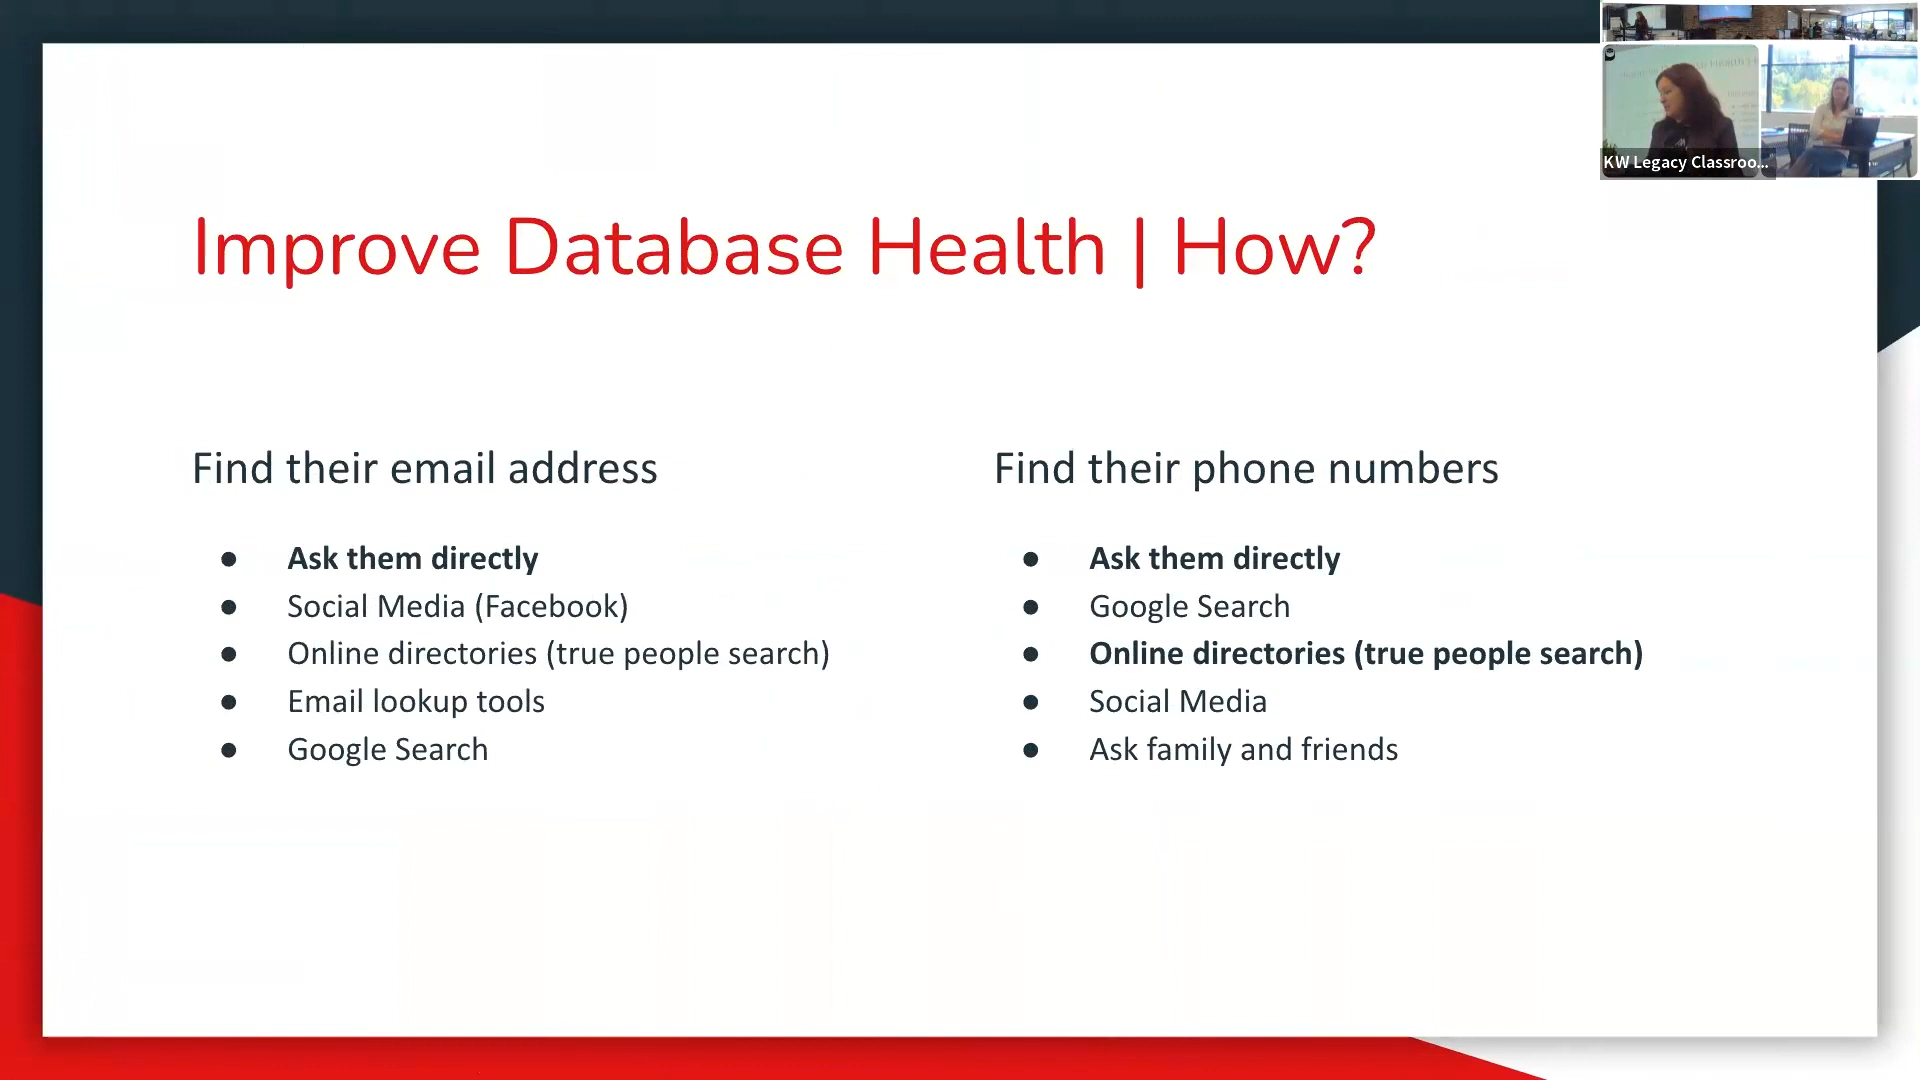 KW Legacy Classroo...
Improve Database Health | How?
Find their email address
● Ask them directly
● Social Media (Facebook)
● Online directories (true people search)
● Email lookup tools
● Google Search
Find their phone numbers
● Ask them directly
● Google Search
● Online directories (true people search)
● Social Media
● Ask family and friends